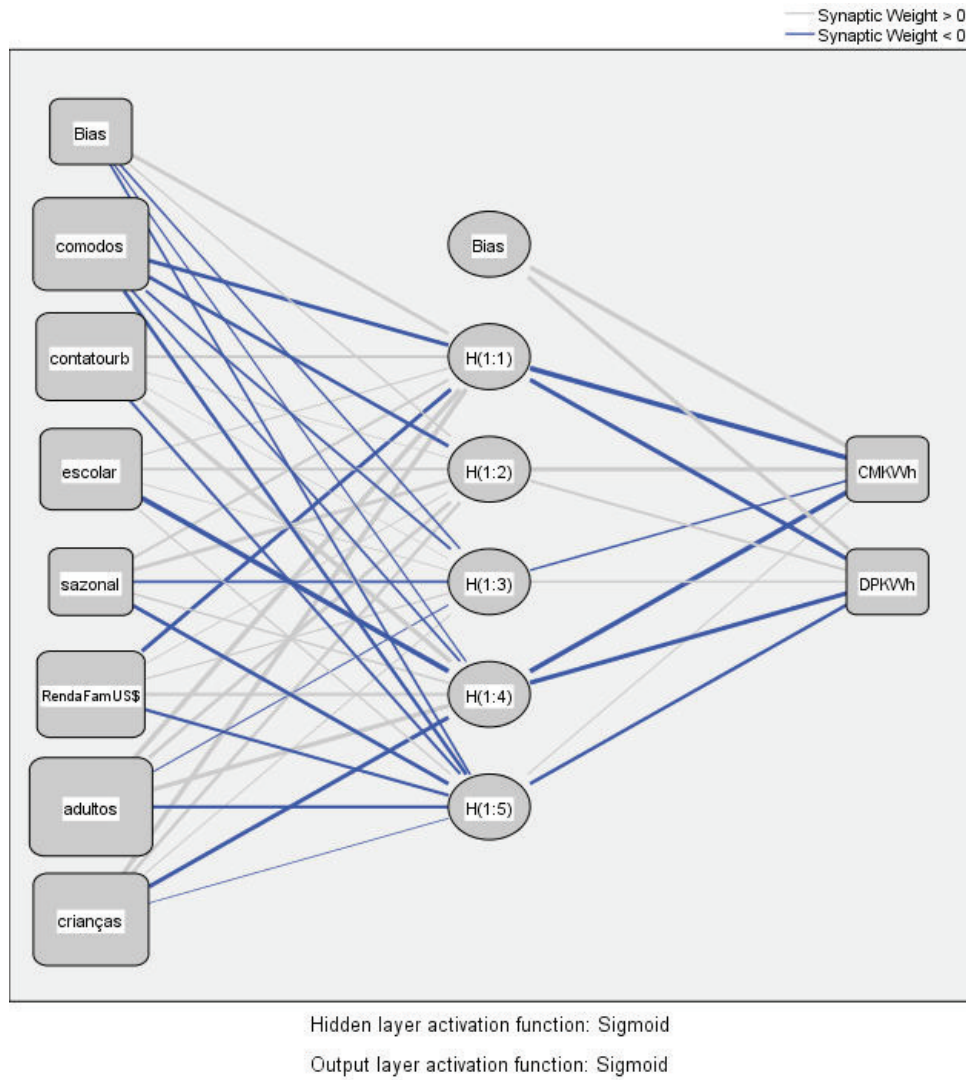 Synaptic Weight > 0
Synaptic Weight < 0
Bias
comodos
contatourb
escolar
sazonal
RendaFamUS$
adultos
crianças
Bias
H(1:1)
H(1:2)
H(1:3)
H(1:4)
H(1:5)
CMKWh
DPKWh
Hidden layer activation function: Sigmoid
Output layer activation function: Sigmoid